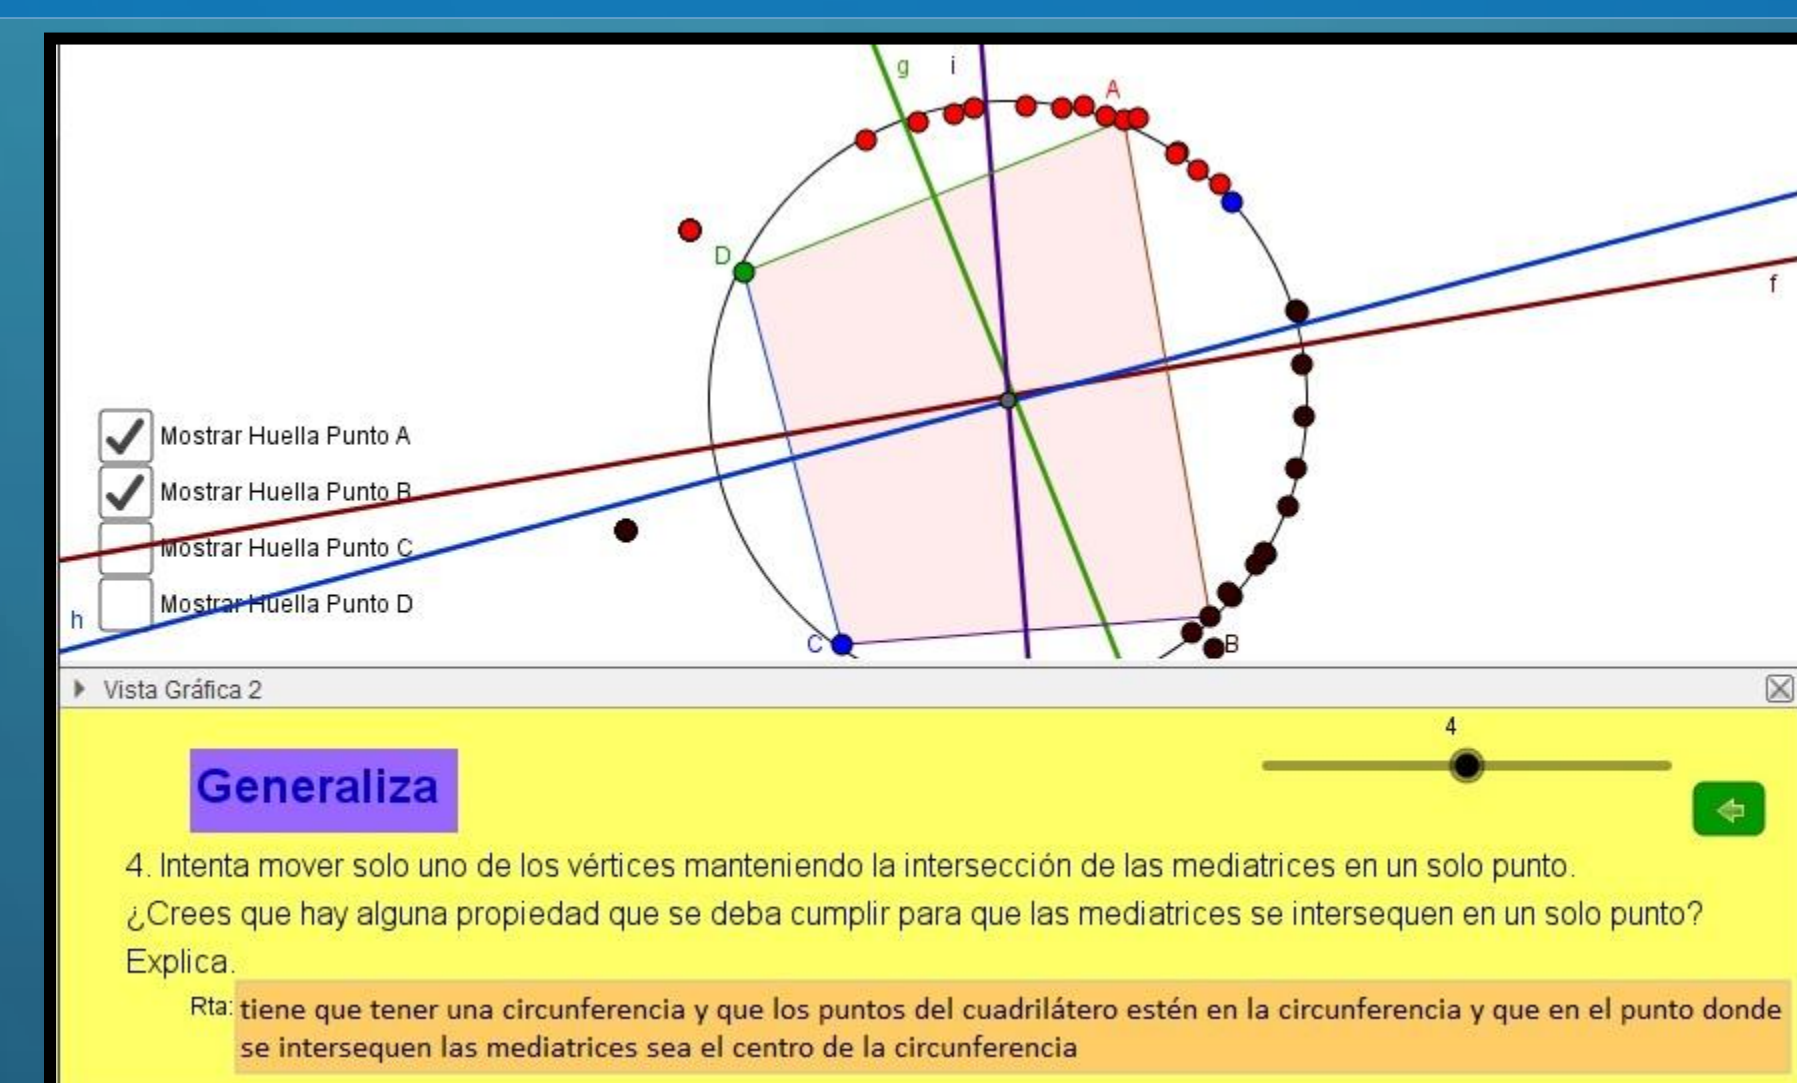 g i A
D
f
Mostrar Huella Punto A
Mostrar Huella Punto B
Mostrar Huella Punto C
Mostrar Huella Punto D
h
C B
Vista Gráfica 2
4
Generaliza
4. Intenta mover solo uno de los vértices manteniendo la intersección de las mediatrices en un solo punto.
¿Crees que hay alguna propiedad que se deba cumplir para que las mediatrices se intersequen en un solo punto?
Explica.
Rta: tiene que tener una circunferencia y que los puntos del cuadrilátero estén en la circunferencia y que en el punto donde
se intersequen las mediatrices sea el centro de la circunferencia